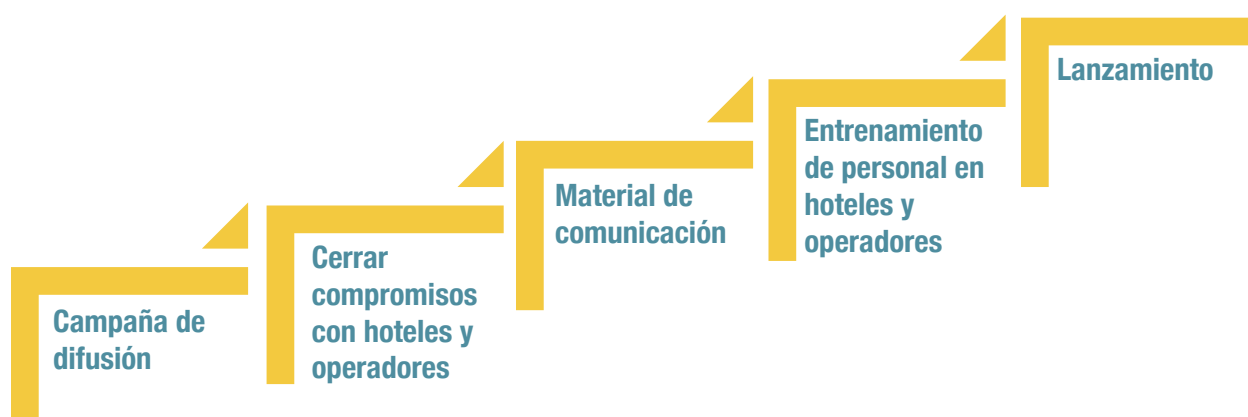 Campaña de
difusión
Cerrar
compromisos
con hoteles y
operadores
Material de
comunicación
Entrenamiento
de personal en
hoteles y
operadores
Lanzamiento